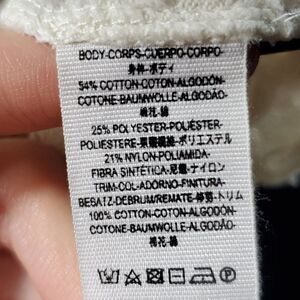 BODY-CORPS-CUERPO-CORPO-
身体-ボディ
54% COTTON-COTON-ALGODÓN-
COTONE-BAUMWOLLE-ALGODÃO-
棉花-綿
25% POLYESTER-POLIÉSTER-
POLIESTERE-聚酯纖維-ポリエステル
21% NYLON-POLIAMIDA-
FIBRA SINTÉTICA-尼龍-ナイロン
TRIM-COL-ADORNO-FINITURA-
BESATZ-DEBRUM/REMATE-修剪-トリム
100% COTTON-COTON-ALGODÓN-
COTONE-BAUMWOLLE-ALGODÃO-
棉花-綿